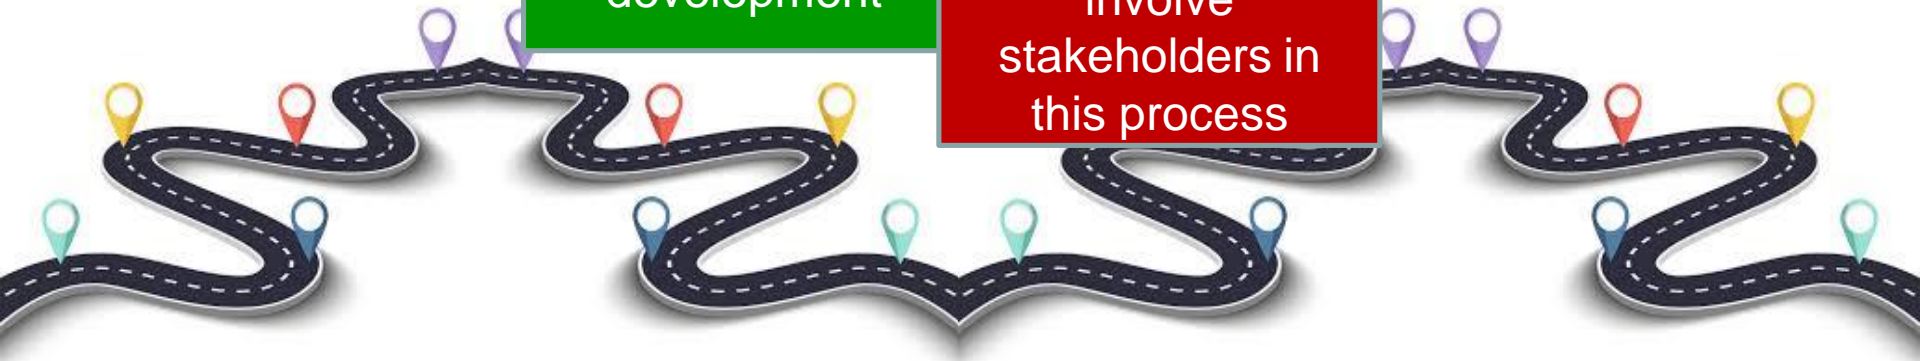 development
involve
stakeholders in
this process